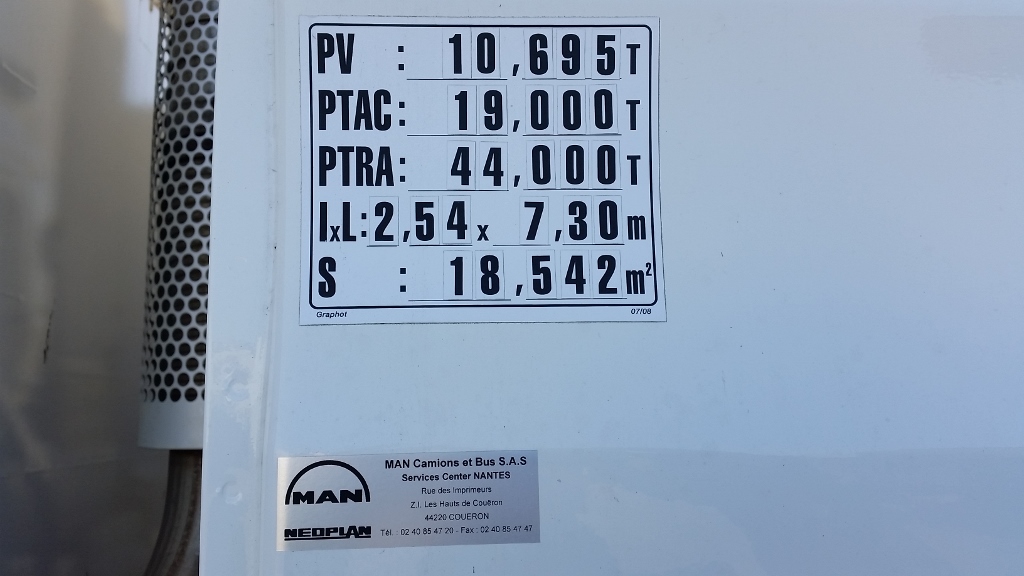 PV : 10,695 T
PTAC: 19,000 T
PTRA: 44,000 T
lxL: 2,54 x 7,30 m
S : 18,542 m²
Graphot 07/08
MAN Camions et Bus S.A.S
Services Center NANTES
Rue des Imprimeurs
Z.I. Les Hauts de Couëron
44220 COUERON
Tél. : 02 40 85 47 20 - Fax : 02 40 85 47 47
MAN
NEOPLAN